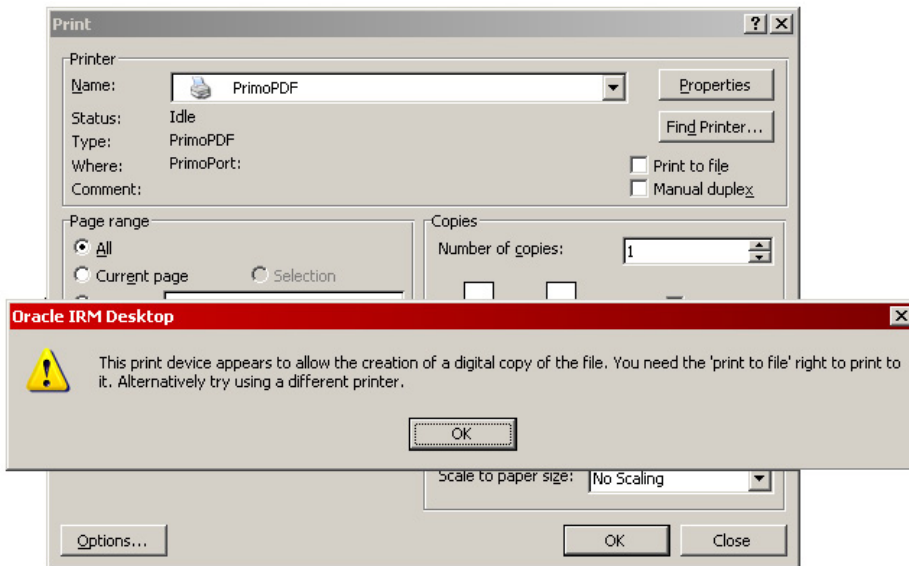 Print
Printer
Name:
PrimoPDF
Properties
Status:
Idle
Find Printer...
Type:
PrimoPDF
Where:
PrimoPort:
Print to file
Comment:
Manual duplex
Page range
Copies
All
Number of copies:
1
Current page
Selection
Oracle IRM Desktop
This print device appears to allow the creation of a digital copy of the file. You need the 'print to file' right to print to
it. Alternatively try using a different printer.
OK
Scale to paper size:
No Scaling
Options...
OK
Close